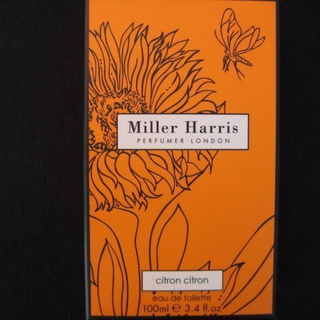 Miller Harris
PERFUMER · LONDON
citron citron
eau de toilette
100ml e 3.4 fl.oz